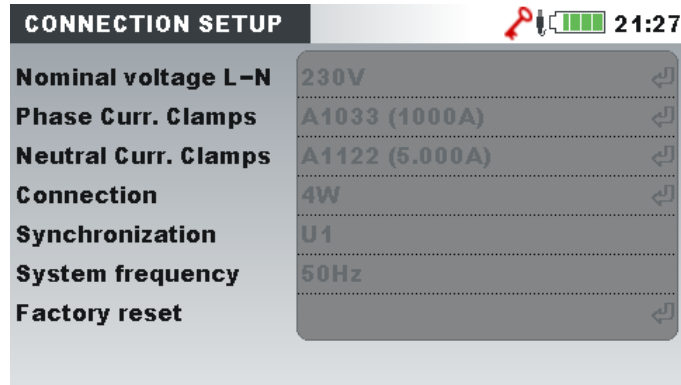 CONNECTION SETUP 21:27
Nominal voltage L-N 230V
Phase Curr. Clamps A1033 (1000A)
Neutral Curr. Clamps A1122 (5.000A)
Connection 4W
Synchronization U1
System frequency 50Hz
Factory reset